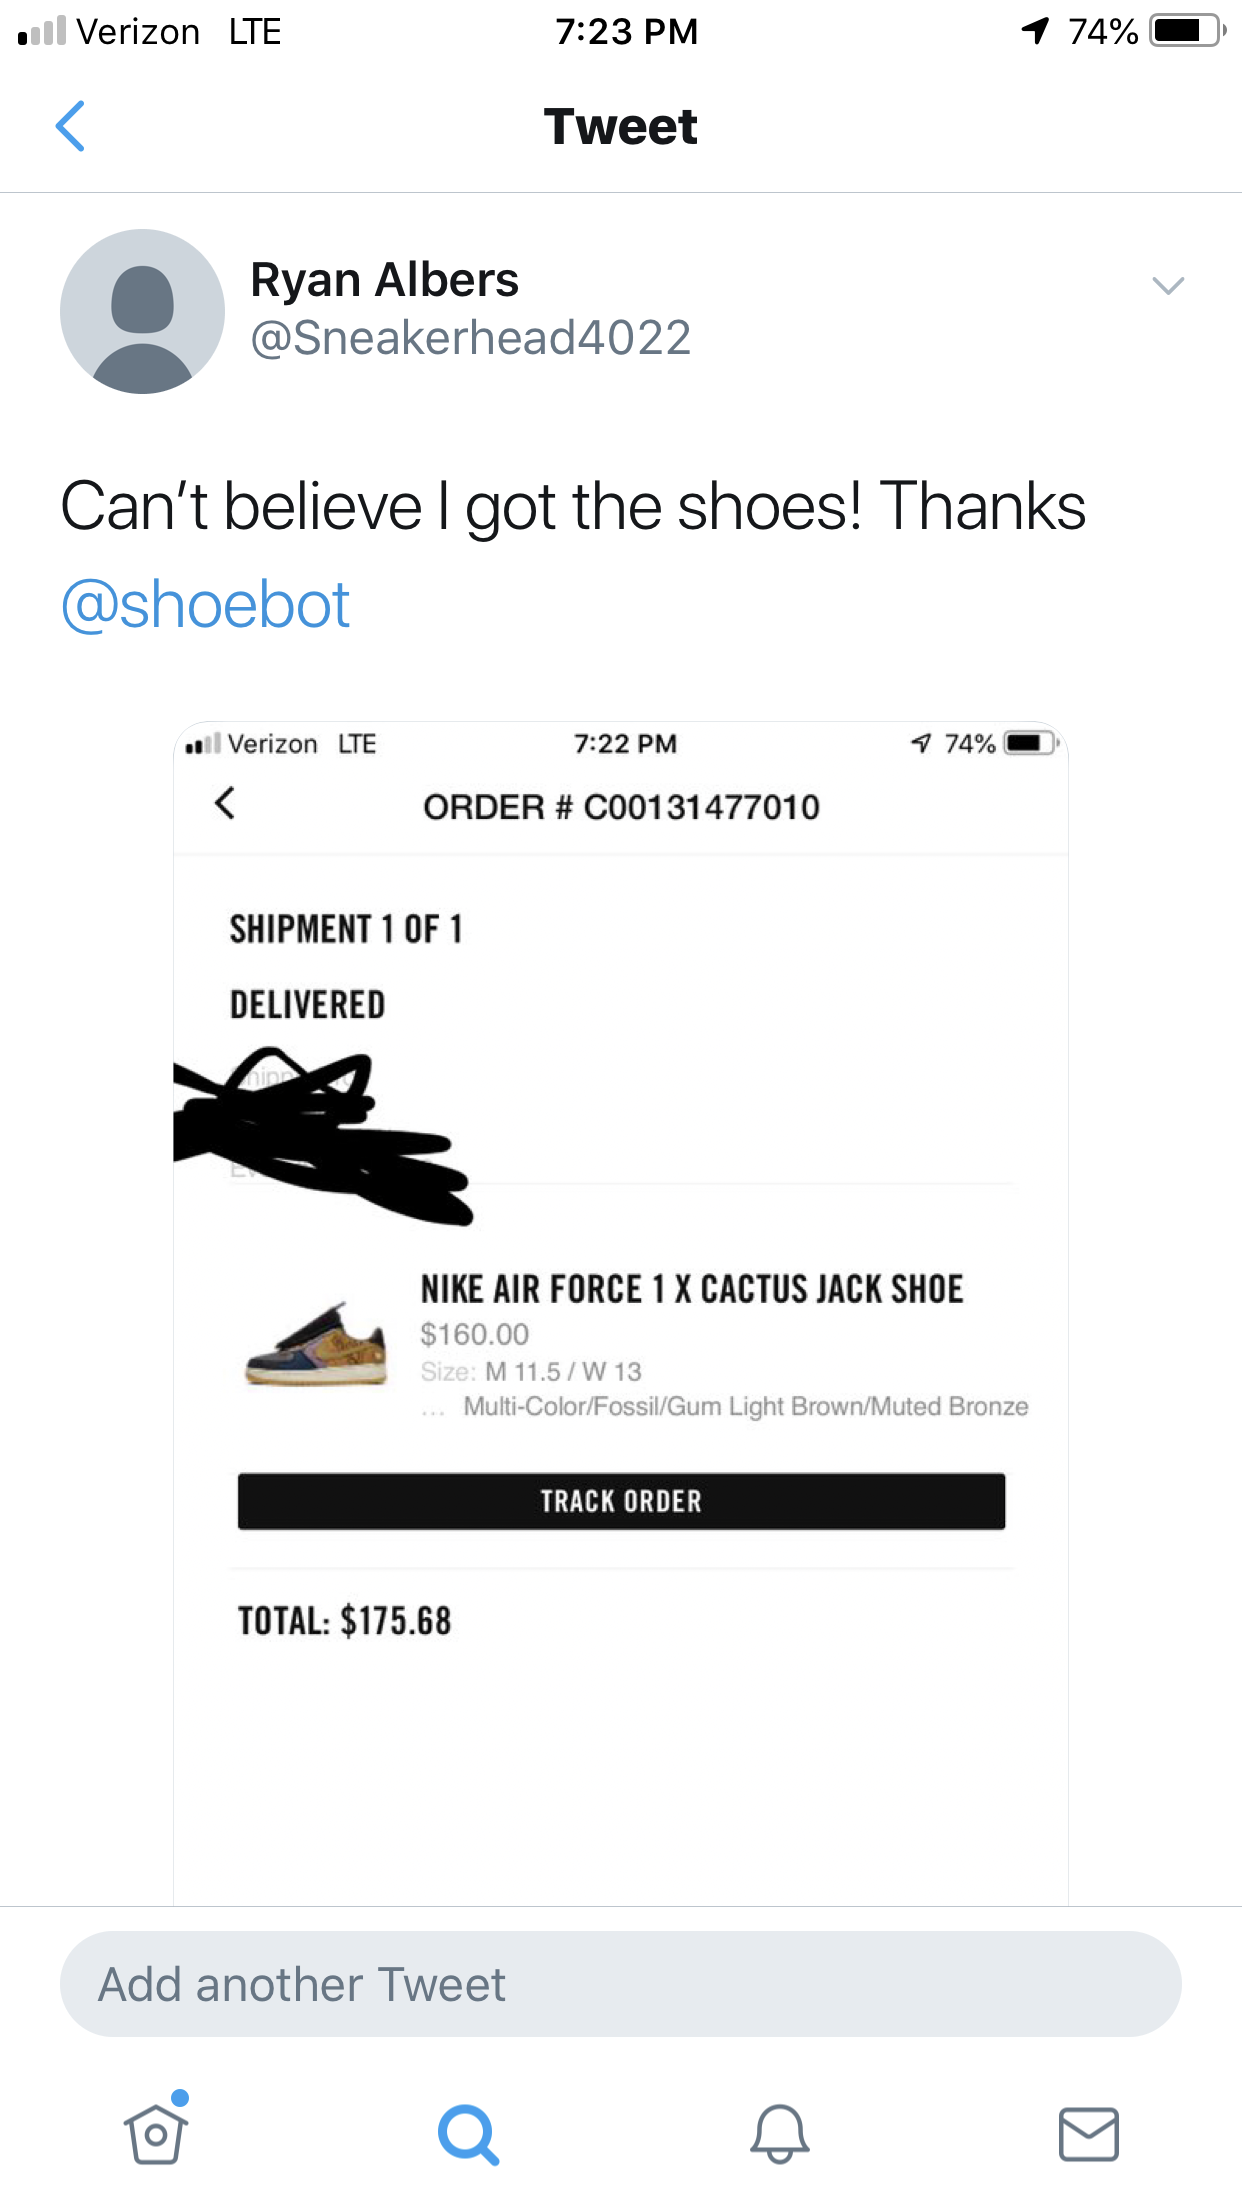 Verizon LTE 7:23 PM 74%
Tweet
Ryan Albers
@Sneakerhead4022
Can’t believe I got the shoes! Thanks
@shoebot
Verizon LTE 7:22 PM 74%
ORDER # C00131477010
SHIPMENT 1 OF 1
DELIVERED
NIKE AIR FORCE 1 X CACTUS JACK SHOE
$160.00
Size: M 11.5 / W 13
... Multi-Color/Fossil/Gum Light Brown/Muted Bronze
TRACK ORDER
TOTAL: $175.68
Add another Tweet